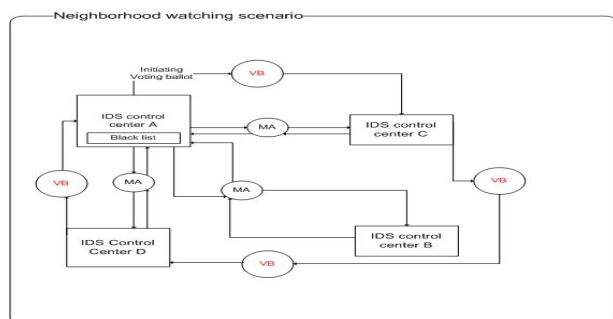 Neighborhood watching scenario
Initiating
Voting ballot
VB
IDS control
center A
Black list
MA
IDS control
center C
VB
MA
MA
VB
IDS Control
Center D
IDS control
center B
VB